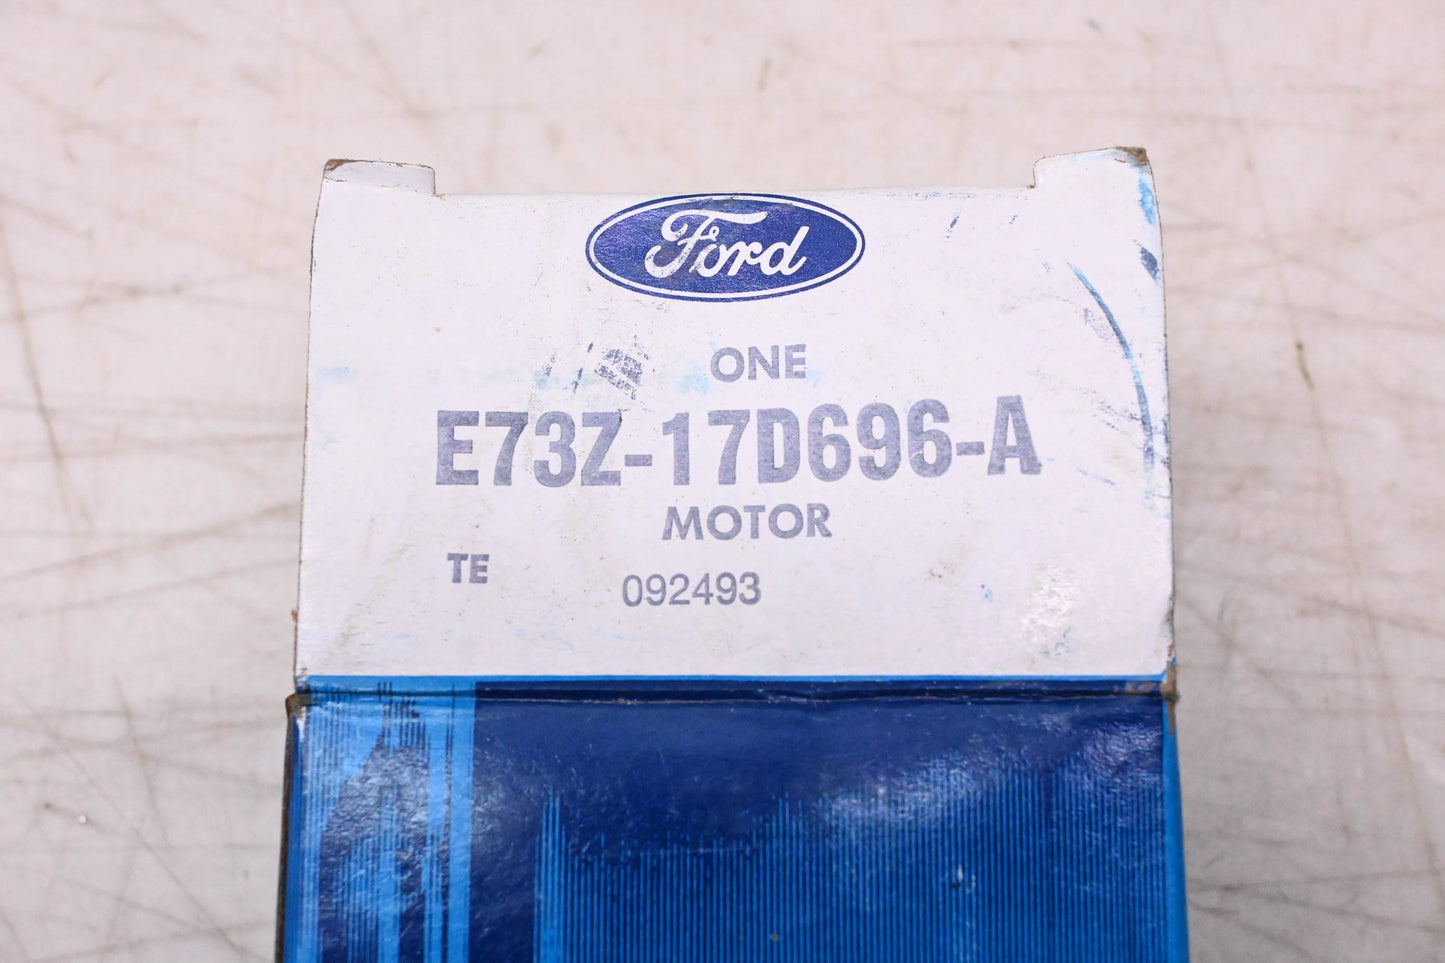 Ford
ONE
E73Z-17D696-A
MOTOR
TE
092493